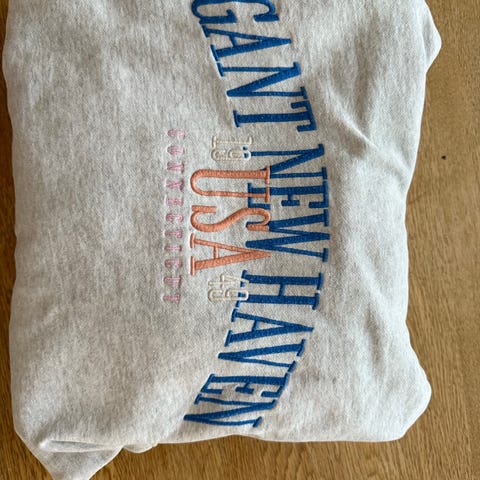 GANT NEW HAVEN
19 USA 49
CONNECTICUT